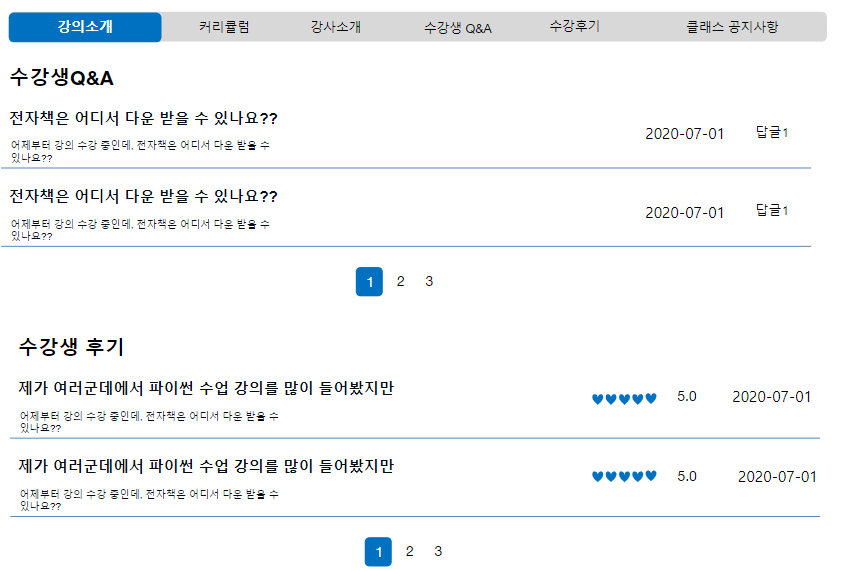 강의소개 커리큘럼 강사소개 수강생 Q&A 수강후기 클래스 공지사항
수강생Q&A
전자책은 어디서 다운 받을 수 있나요??
어제부터 강의 수강 중인데, 전자책은 어디서 다운 받을 수
있나요??
2020-07-01 답글1
전자책은 어디서 다운 받을 수 있나요??
어제부터 강의 수강 중인데, 전자책은 어디서 다운 받을 수
있나요??
2020-07-01 답글1
1 2 3
수강생 후기
제가 여러군데에서 파이썬 수업 강의를 많이 들어봤지만
어제부터 강의 수강 중인데, 전자책은 어디서 다운 받을 수
있나요??
5.0 2020-07-01
제가 여러군데에서 파이썬 수업 강의를 많이 들어봤지만
어제부터 강의 수강 중인데, 전자책은 어디서 다운 받을 수
있나요??
5.0 2020-07-01
1 2 3